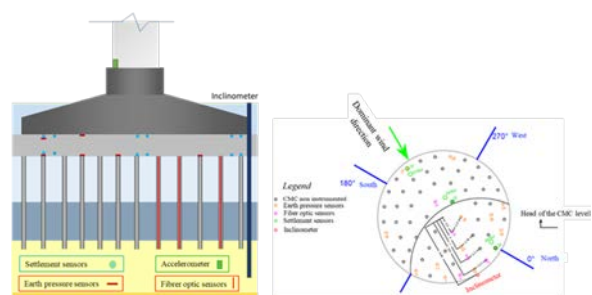 Inclinometer
Settlement sensors
Accelerometer
Earth pressure sensors
Fibrer optic sensors
Dominant wind
direction
270° West
180° South
Legend
CMC non instrumented
Earth pressure sensors
Fiber optic sensors
Settlement sensors
Inclinometer
Head of the CMC level
0° North
Inclinometer